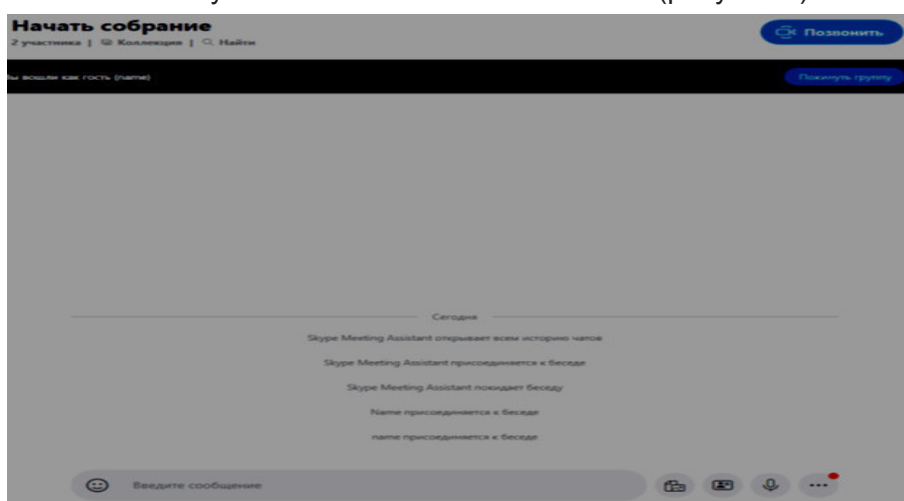 Начать собрание
2 участника | Коллекция | Найти
Позвонить
Вы вошли как гость (name)
Покинуть группу
Сегодня
Skype Meeting Assistant открывает всем историю чатов
Skype Meeting Assistant присоединяется к беседе
Skype Meeting Assistant покидает беседу
Name присоединяется к беседе
name присоединяется к беседе
Введите сообщение